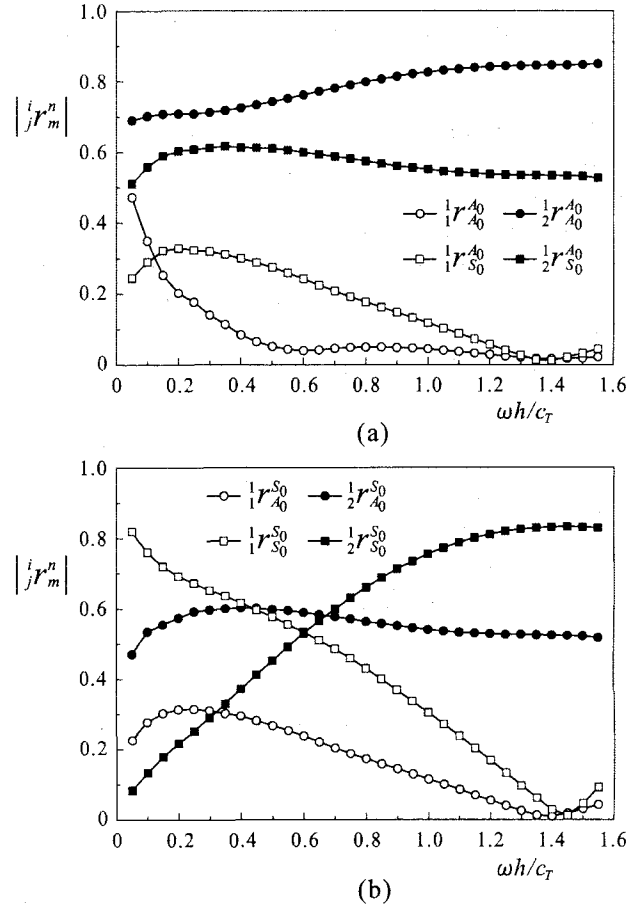 1.0
0.8
|ⁱⱼrⁿₘ|
0.6
0.4
0.2
0
¹₁r^{A₀}_{A₀} ¹₂r^{A₀}_{A₀}
¹₁r^{A₀}_{S₀} ¹₂r^{A₀}_{S₀}
0 0.2 0.4 0.6 0.8 1.0 1.2 1.4 1.6
ωh/c_T
(a)
1.0
0.8
|ⁱⱼrⁿₘ|
0.6
0.4
0.2
0
¹₁r^{S₀}_{A₀} ¹₂r^{S₀}_{A₀}
¹₁r^{S₀}_{S₀} ¹₂r^{S₀}_{S₀}
0 0.2 0.4 0.6 0.8 1.0 1.2 1.4 1.6
ωh/c_T
(b)